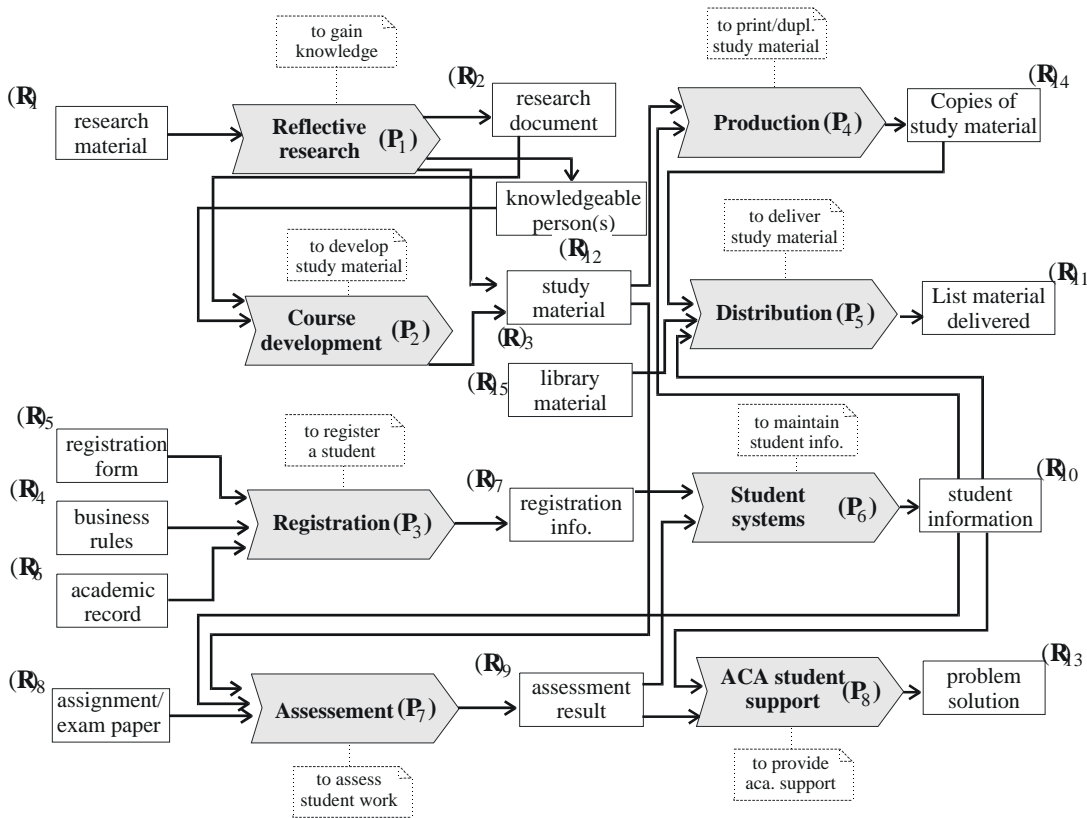 to gain
knowledge
to print/dupl.
study material
(R)1
research
material
Reflective
research
(P1)
(R)2
research
document
Production (P4)
(R)14
Copies of
study material
knowledgeable
person(s)
(R)12
to develop
study material
to deliver
study material
Course
development
(P2)
study
material
(R)3
Distribution (P5)
(R)11
List material
delivered
(R)15
library
material
(R)5
registration
form
to register
a student
to maintain
student info.
(R)4
business
rules
Registration (P3)
(R)7
registration
info.
Student
systems
(P6)
(R)10
student
information
(R)6
academic
record
(R)8
assignment/
exam paper
Assessement (P7)
(R)9
assessment
result
ACA student
support
(P8)
(R)13
problem
solution
to assess
student work
to provide
aca. support